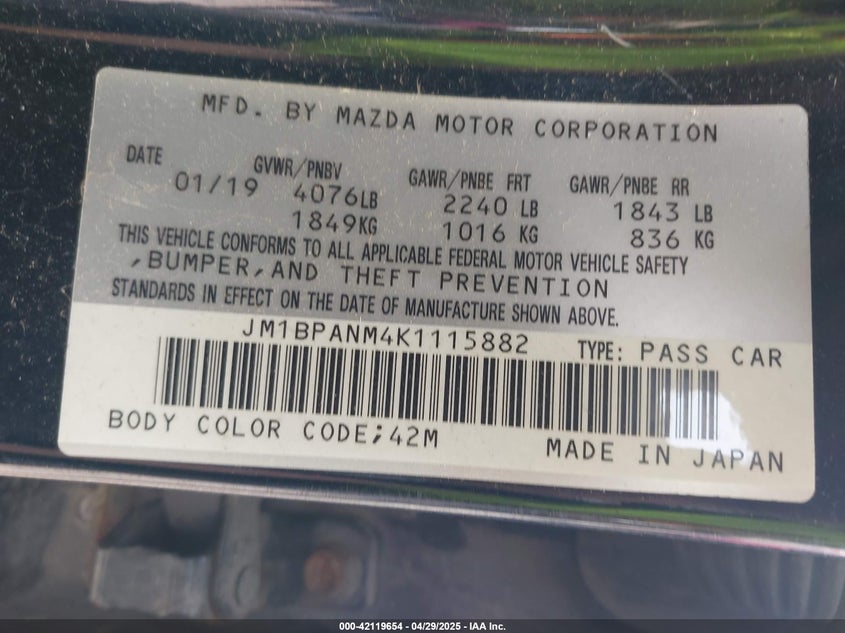 MFD. BY MAZDA MOTOR CORPORATION
DATE GVWR/PNBV GAWR/PNBE FRT GAWR/PNBE RR
01/19 4076LB 2240 LB 1843 LB
1849KG 1016 KG 836 KG
THIS VEHICLE CONFORMS TO ALL APPLICABLE FEDERAL MOTOR VEHICLE SAFETY
,BUMPER,AND THEFT PREVENTION
STANDARDS IN EFFECT ON THE DATE OF MANUFACTURE SHOWN ABOVE.
JM1BPANM4K1115882 TYPE: PASS CAR
BODY COLOR CODE;42M MADE IN JAPAN
000-42119654 - 04/29/2025 - IAA Inc.